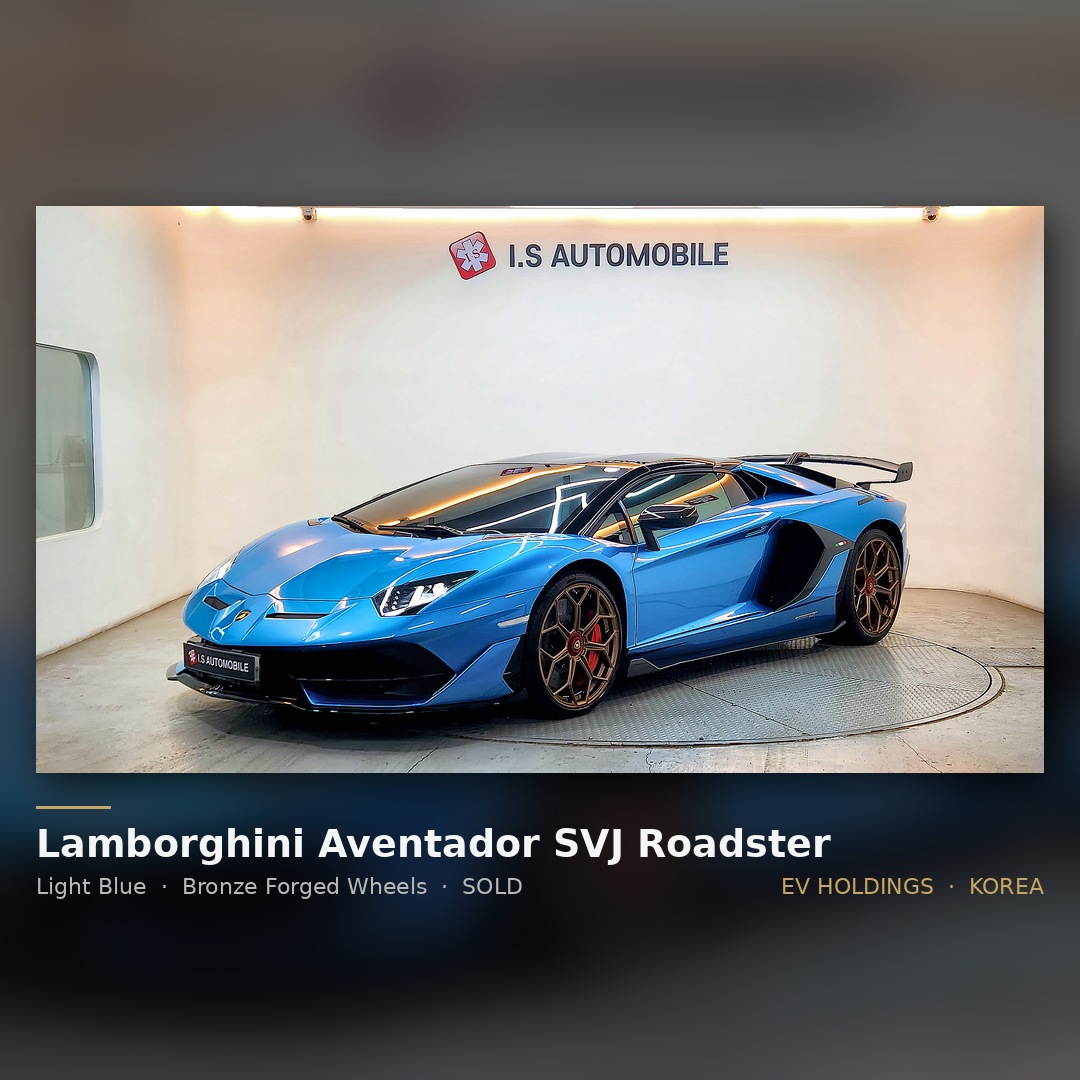 I.S AUTOMOBILE
I.S AUTOMOBILE
Lamborghini Aventador SVJ Roadster
Light Blue · Bronze Forged Wheels · SOLD
EV HOLDINGS · KOREA